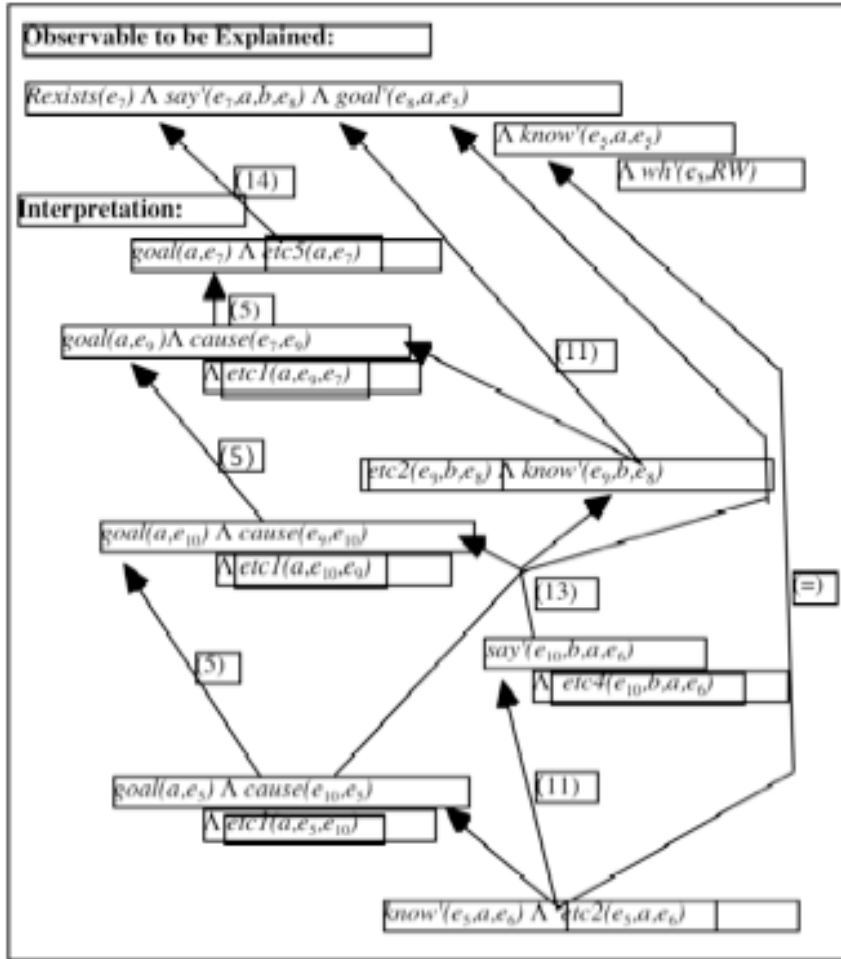 Observable to be Explained:
Rexists(e₇) Λ say'(e₇,a,b,e₈) Λ goal'(e₈,a,e₅)
Λ know'(e₅,a,e₅)
Λ wh'(e₅,RW)
(14)
Interpretation:
goal(a,e₇) Λ etc5(a,e₇)
(5)
goal(a,e₉)Λ cause(e₇,e₉)
Λ etc1(a,e₉,e₇)
(11)
(5)
etc2(e₉,b,e₈) Λ know'(e₉,b,e₈)
goal(a,e₁₀) Λ cause(e₉,e₁₀)
Λ etc1(a,e₁₀,e₉)
(13)
(=)
say'(e₁₀,b,a,e₆)
(5)
Λ etc4(e₁₀,b,a,e₆)
goal(a,e₅) Λ cause(e₁₀,e₅)
(11)
Λ etc1(a,e₅,e₁₀)
know'(e₅,a,e₆) Λ etc2(e₅,a,e₆)